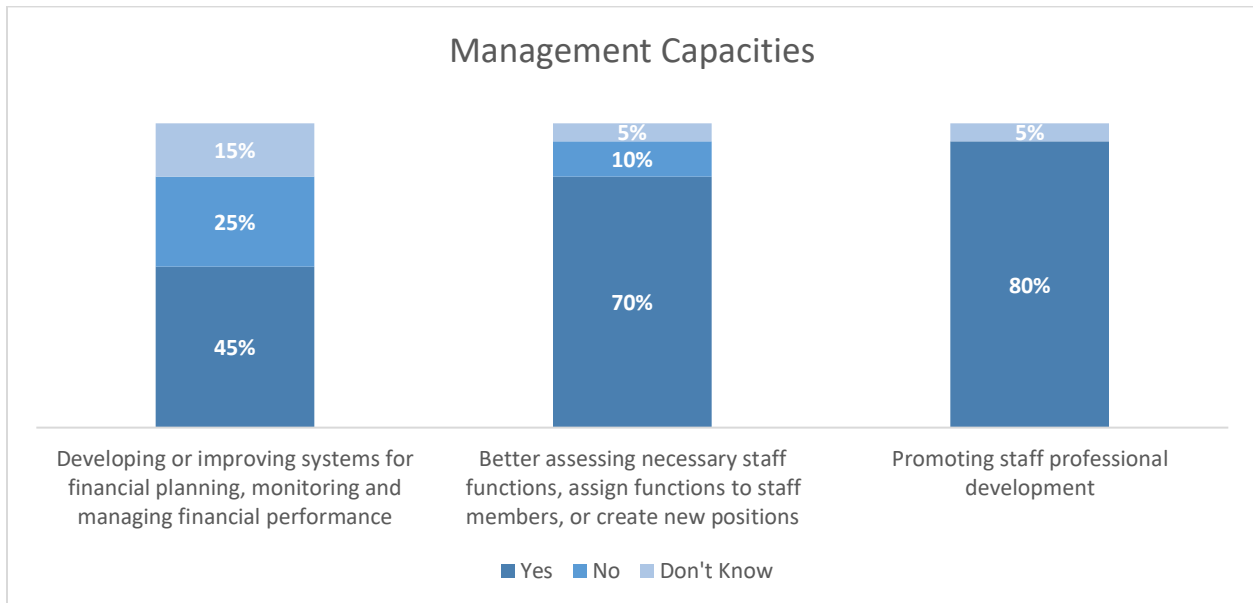 Management Capacities
15%
25%
45%
5%
10%
70%
5%
80%
Developing or improving systems for
financial planning, monitoring and
managing financial performance
Better assessing necessary staff
functions, assign functions to staff
members, or create new positions
Promoting staff professional
development
Yes No Don't Know